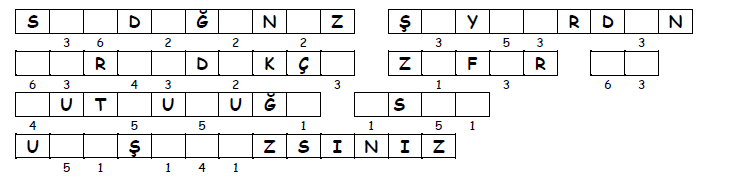 S D Ğ N Z Ş Y R D N
3 6 2 2 2 3 5 3 3
R D K Ç Z F R
6 3 4 3 2 3 1 3 6 3
U T U U Ğ S
4 5 5 1 1 5 1
U Ş Z S I N I Z
5 1 1 4 1